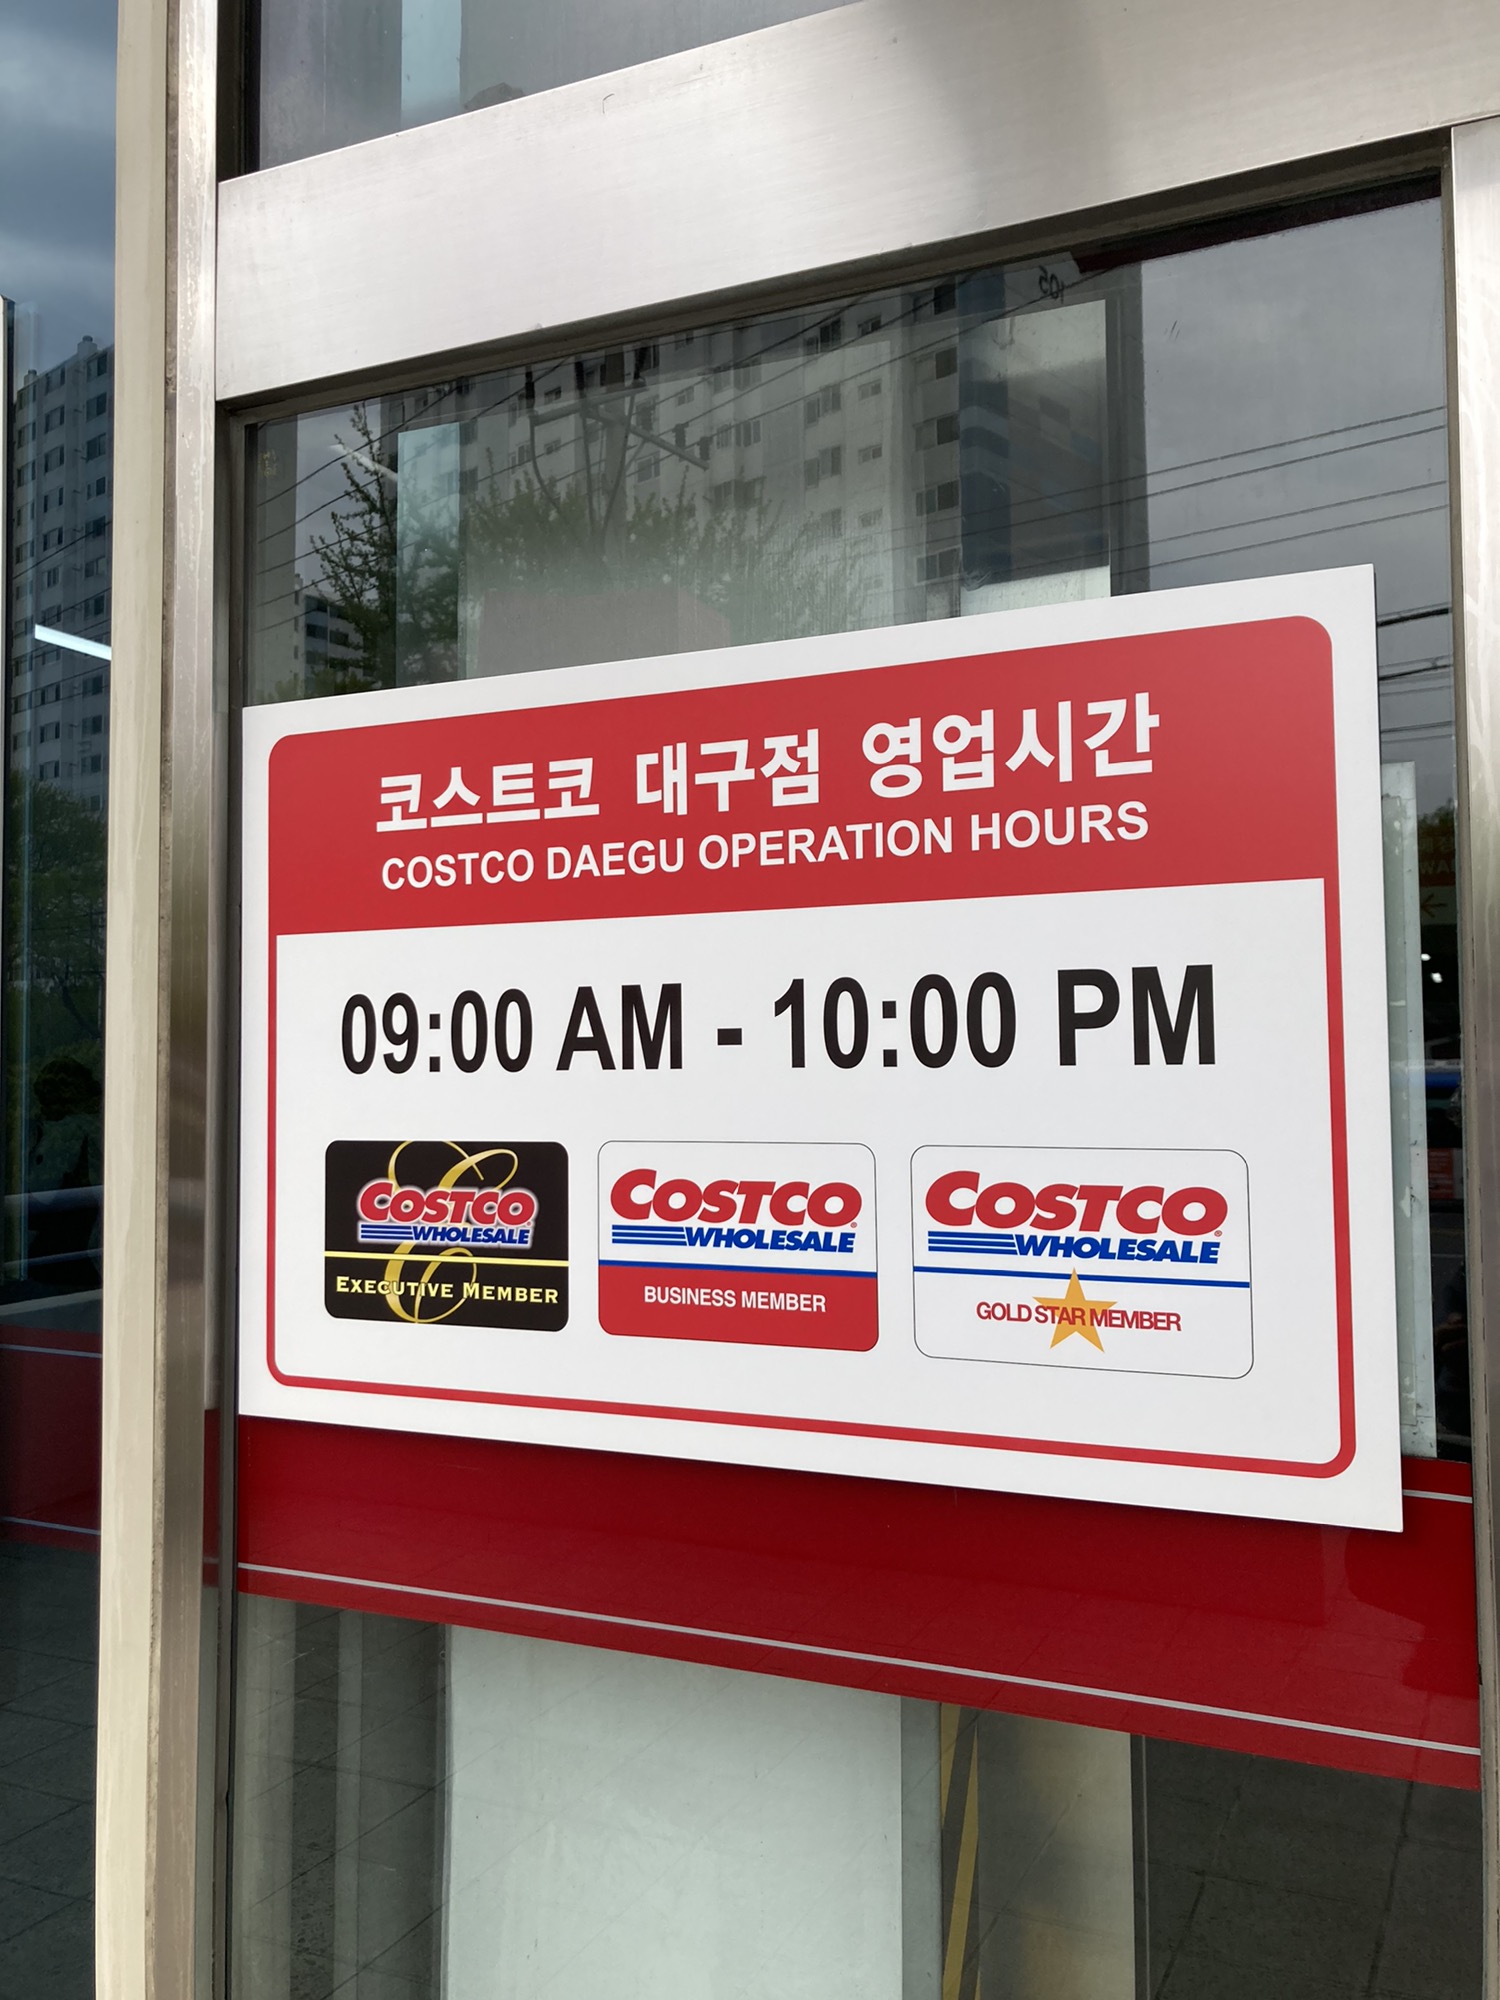 코스트코 대구점 영업시간
COSTCO DAEGU OPERATION HOURS
09:00 AM - 10:00 PM
COSTCO
WHOLESALE
EXECUTIVE MEMBER
COSTCO
WHOLESALE
BUSINESS MEMBER
COSTCO
WHOLESALE
GOLD STAR MEMBER
105